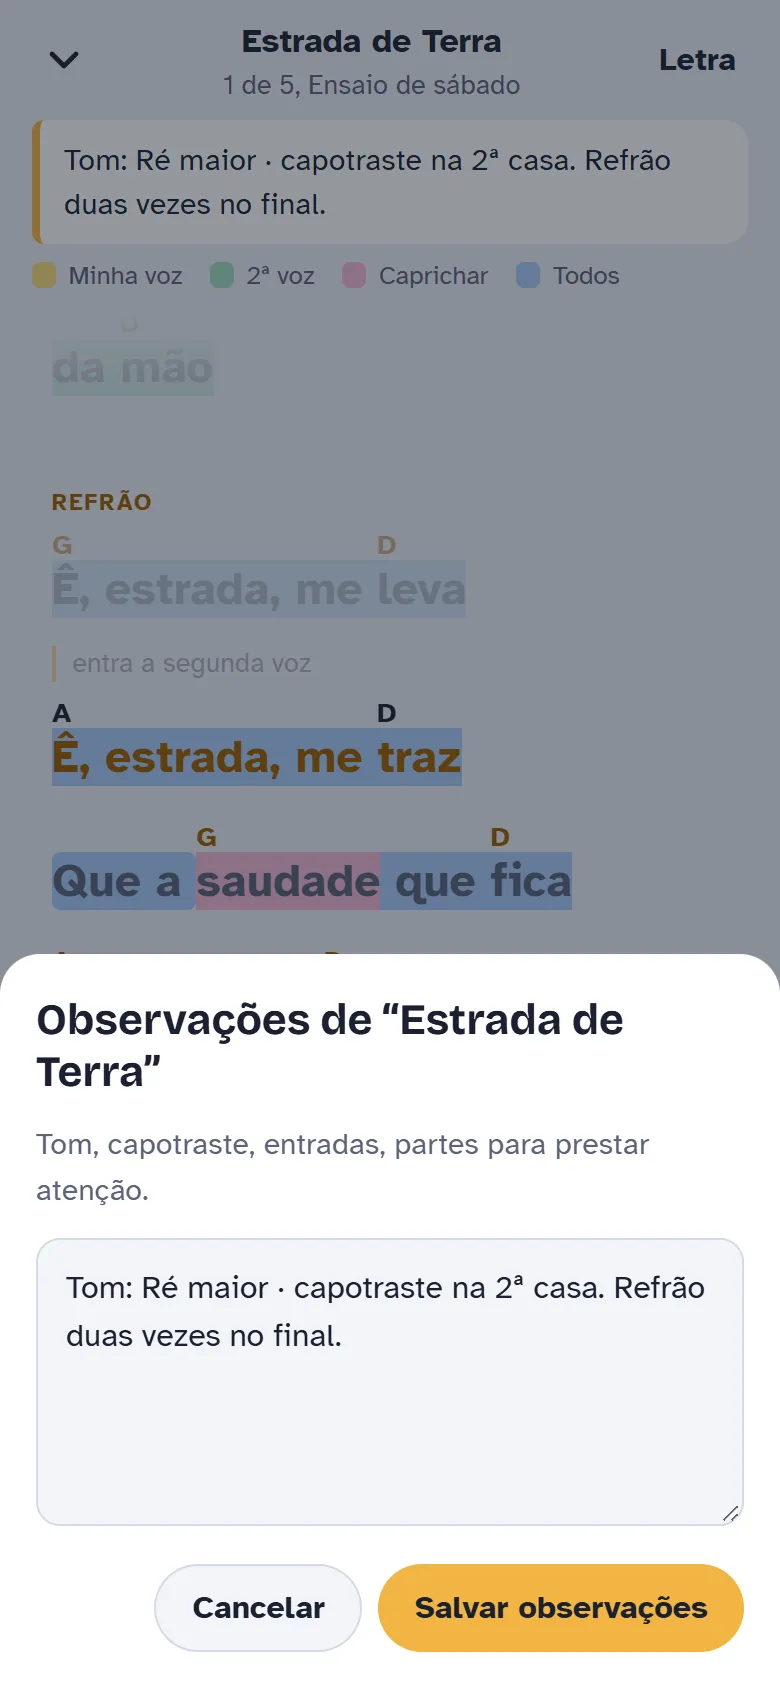 Estrada de Terra
1 de 5, Ensaio de sábado
Letra
Tom: Ré maior · capotraste na 2ª casa. Refrão
duas vezes no final.
Minha voz
2ª voz
Caprichar
Todos
D
da mão
REFRÃO
G D
Ê, estrada, me leva
entra a segunda voz
A D
Ê, estrada, me traz
G D
Que a saudade que fica
Observações de “Estrada de
Terra”
Tom, capotraste, entradas, partes para prestar
atenção.
Tom: Ré maior · capotraste na 2ª casa. Refrão
duas vezes no final.
Cancelar
Salvar observações